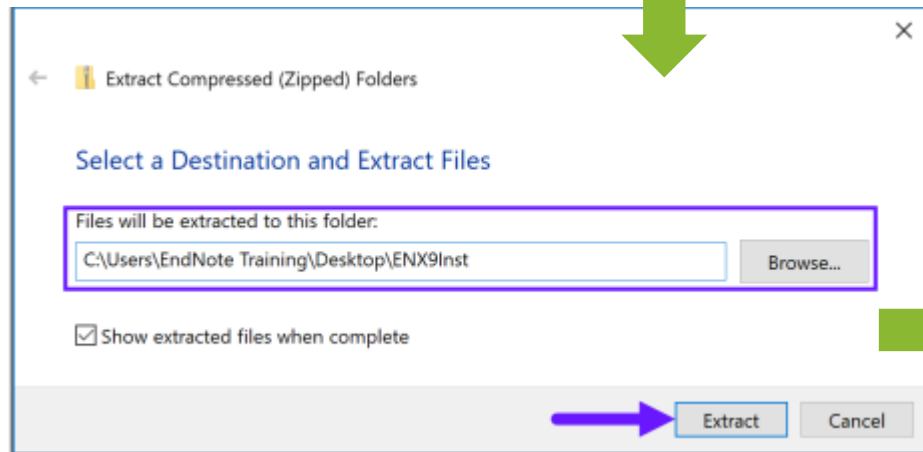 Extract Compressed (Zipped) Folders
Select a Destination and Extract Files
Files will be extracted to this folder:
C:\Users\EndNote Training\Desktop\ENX9Inst
Browse...
Show extracted files when complete
Extract
Cancel